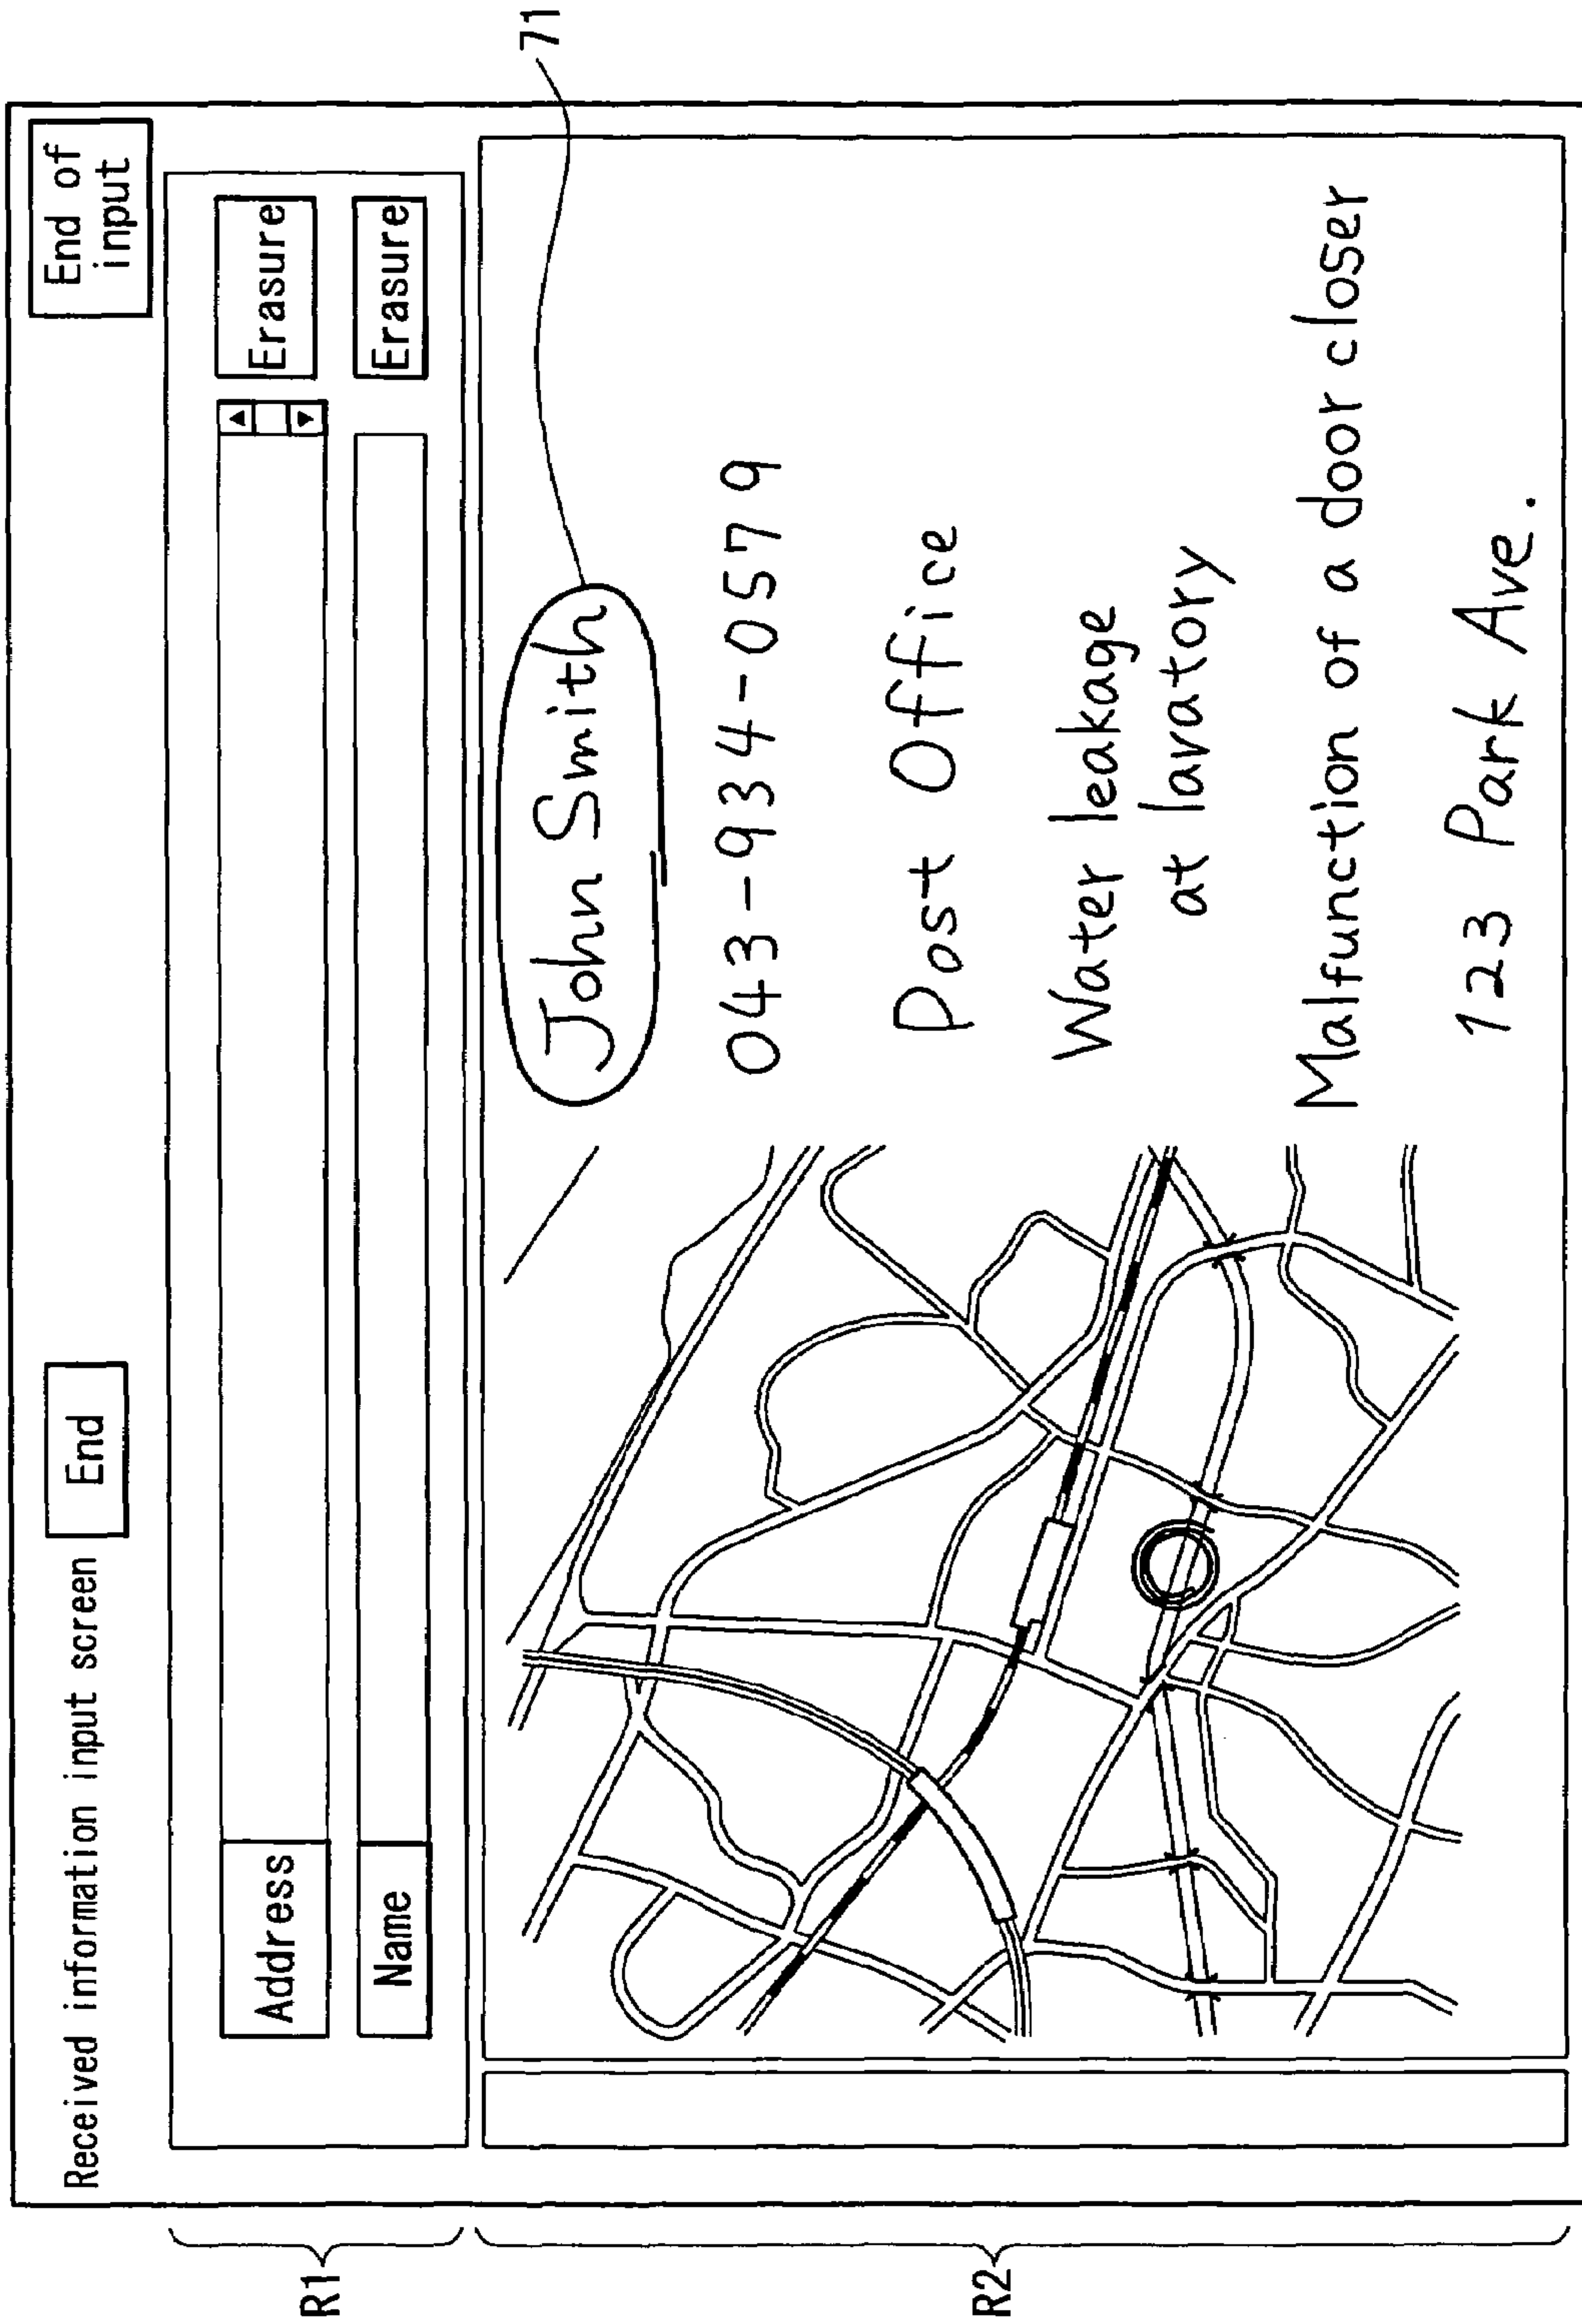 End of
input
Received information input screen End
R1
Address Erasure
Name Erasure
R2
71
John Smith
043-934-0579
Post Office
Water leakage
at lavatory
Malfunction of a door closer
123 Park Ave.